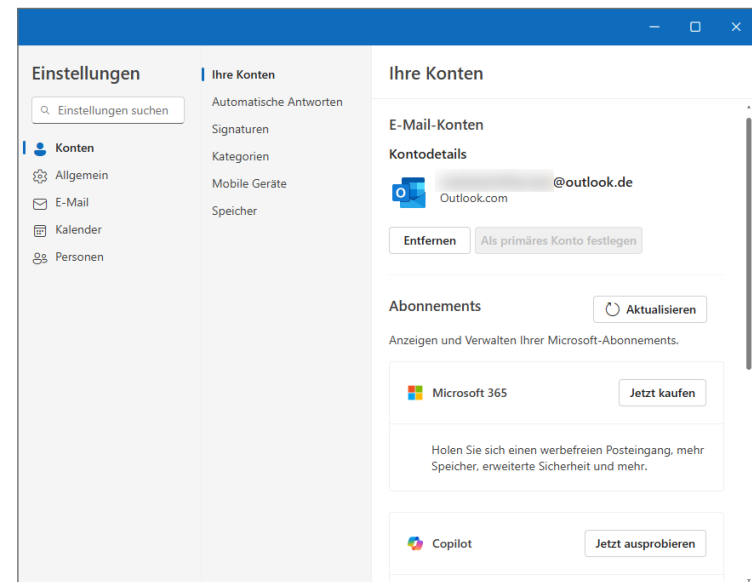 Einstellungen
Einstellungen suchen
Konten
Allgemein
E-Mail
Kalender
Personen
Ihre Konten
Automatische Antworten
Signaturen
Kategorien
Mobile Geräte
Speicher
Ihre Konten
E-Mail-Konten
Kontodetails
@outlook.de
Outlook.com
Entfernen
Als primäres Konto festlegen
Abonnements
Aktualisieren
Anzeigen und Verwalten Ihrer Microsoft-Abonnements.
Microsoft 365
Jetzt kaufen
Holen Sie sich einen werbefreien Posteingang, mehr
Speicher, erweiterte Sicherheit und mehr.
Copilot
Jetzt ausprobieren